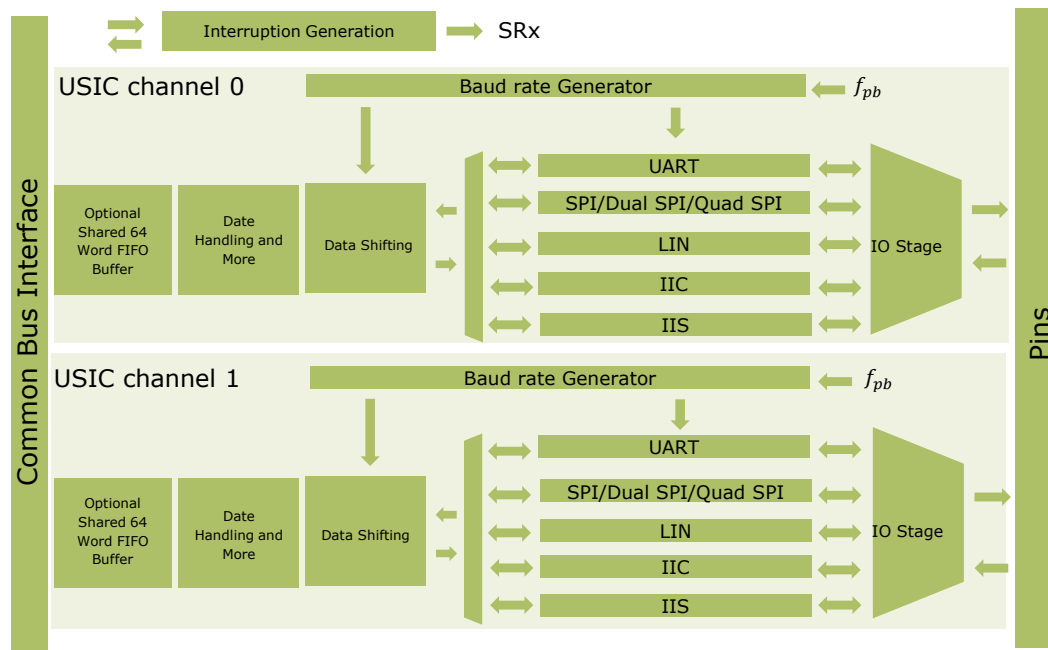 Common Bus Interface
Interruption Generation
SRx
USIC channel 0
Baud rate Generator
f_pb
Optional
Shared 64
Word FIFO
Buffer
Date
Handling and
More
Data Shifting
UART
SPI/Dual SPI/Quad SPI
LIN
IIC
IIS
IO Stage
USIC channel 1
Baud rate Generator
f_pb
Optional
Shared 64
Word FIFO
Buffer
Date
Handling and
More
Data Shifting
UART
SPI/Dual SPI/Quad SPI
LIN
IIC
IIS
IO Stage
Pins